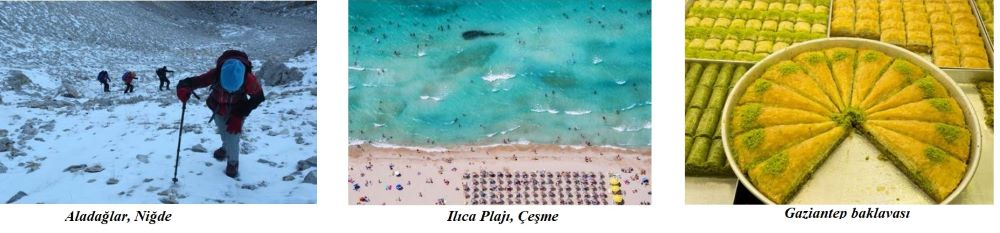 Aladağlar, Niğde
Ilıca Plajı, Çeşme
Gaziantep baklavası